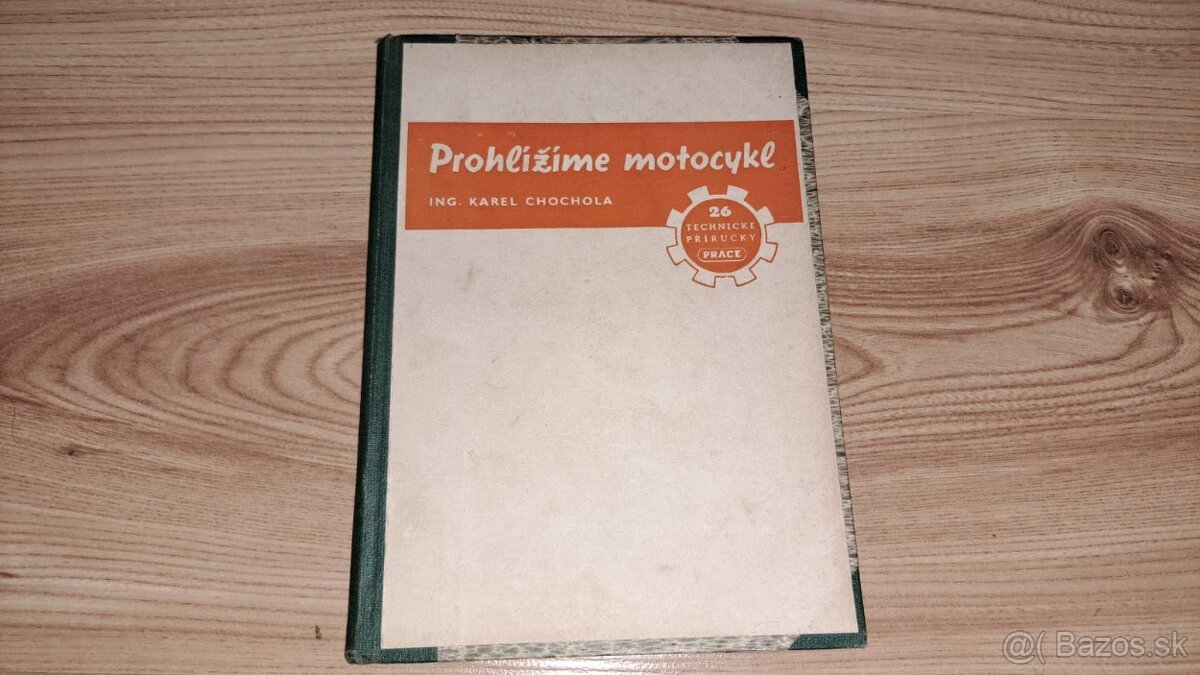 Prohlížíme motocykl
ING. KAREL CHOCHOLA
26
TECHNICKÉ
PŘÍRUČKY
PRÁCE
@( Bazos.sk